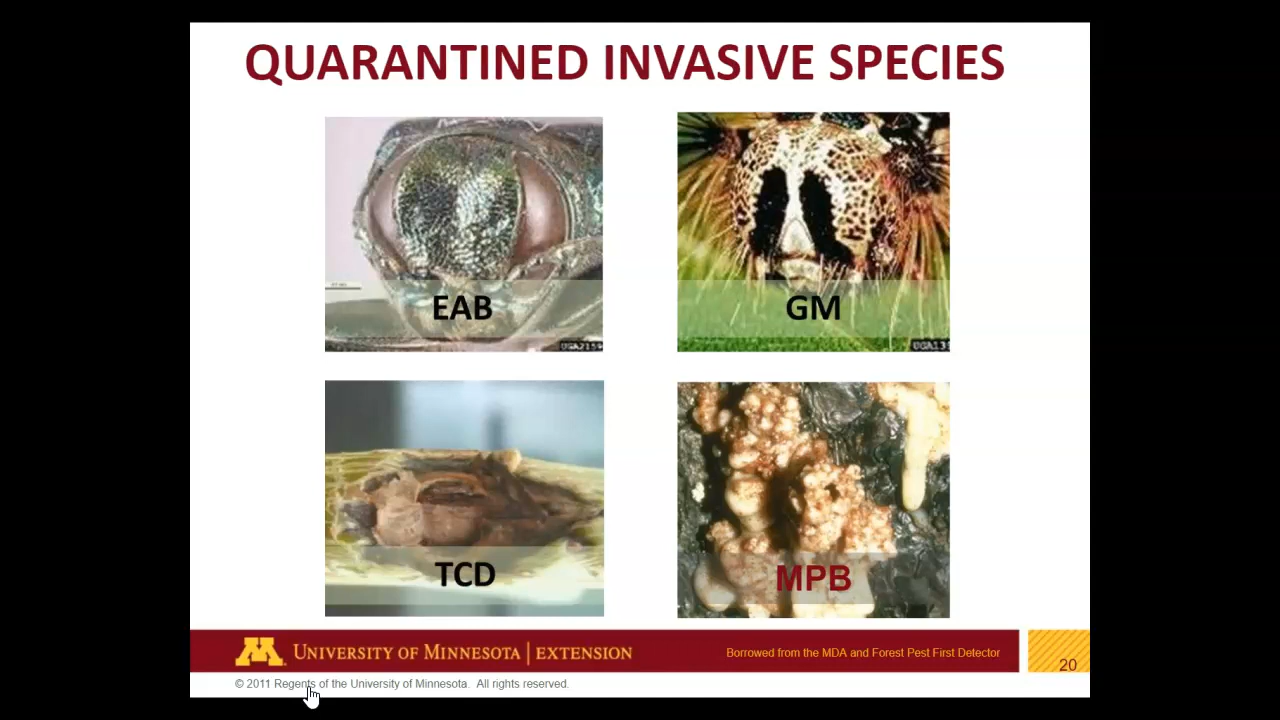 QUARANTINED INVASIVE SPECIES
EAB
GM
TCD
MPB
UNIVERSITY OF MINNESOTA | EXTENSION
Borrowed from the MDA and Forest Pest First Detector
20
© 2011 Regents of the University of Minnesota. All rights reserved.